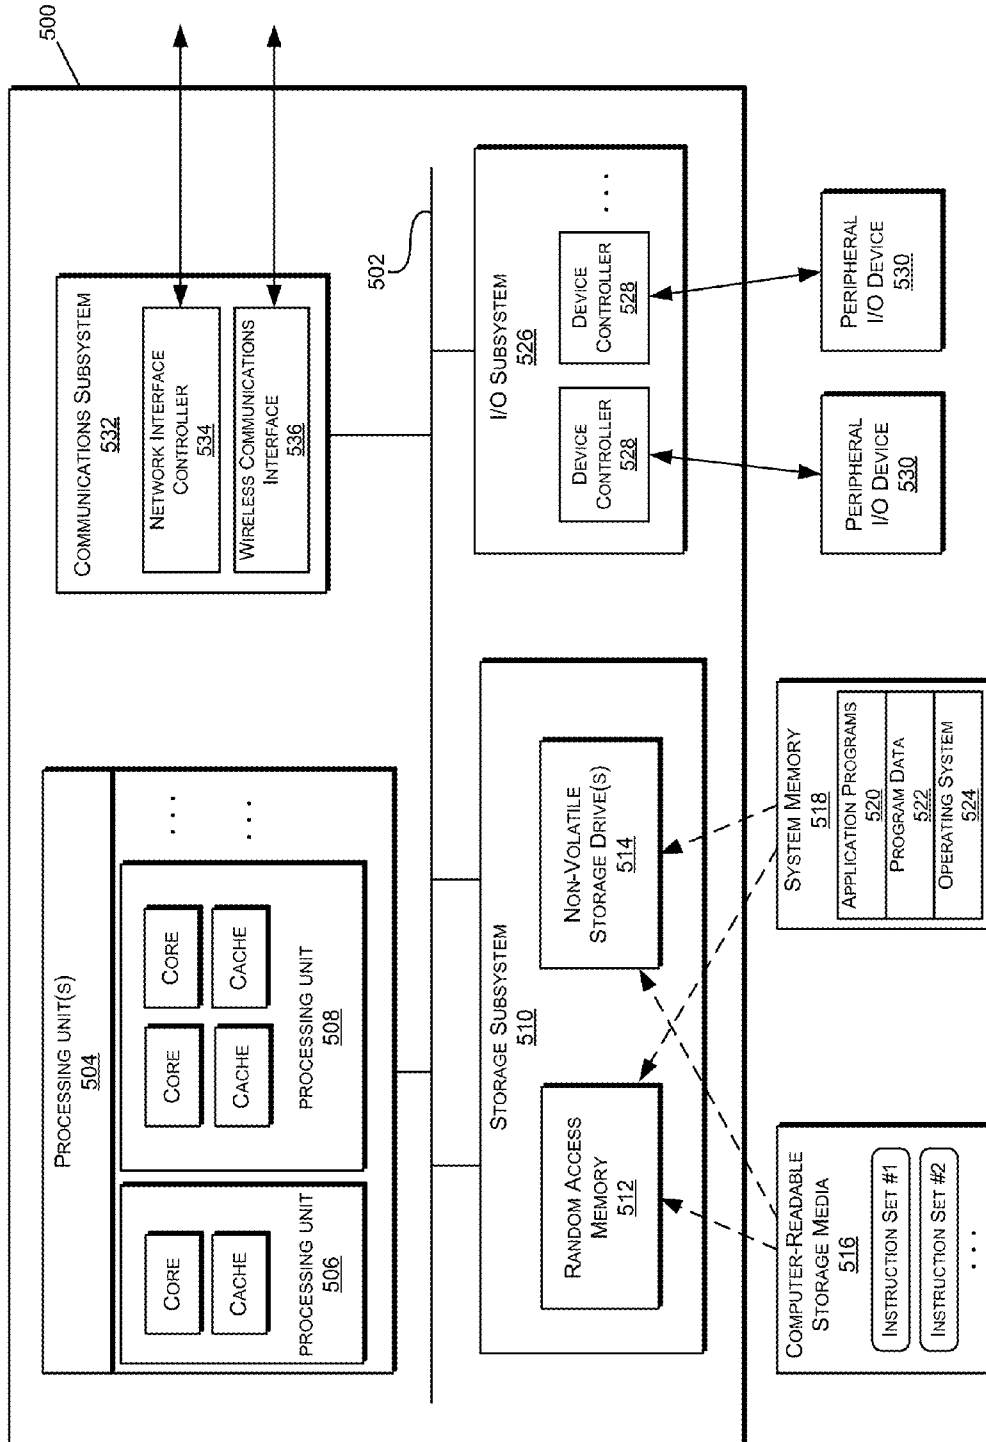 500
PROCESSING UNIT(S)
504
CORE
CACHE
PROCESSING UNIT
506
CORE
CORE
CACHE
CACHE
PROCESSING UNIT
508
. . .
. . .
COMMUNICATIONS SUBSYSTEM
532
NETWORK INTERFACE
CONTROLLER
534
WIRELESS COMMUNICATIONS
INTERFACE
536
502
STORAGE SUBSYSTEM
510
RANDOM ACCESS
MEMORY
512
NON-VOLATILE
STORAGE DRIVE(S)
514
I/O SUBSYSTEM
526
DEVICE
CONTROLLER
528
DEVICE
CONTROLLER
528
. . .
COMPUTER-READABLE
STORAGE MEDIA
516
INSTRUCTION SET #1
INSTRUCTION SET #2
. . .
SYSTEM MEMORY
518
APPLICATION PROGRAMS
520
PROGRAM DATA
522
OPERATING SYSTEM
524
PERIPHERAL
I/O DEVICE
530
PERIPHERAL
I/O DEVICE
530